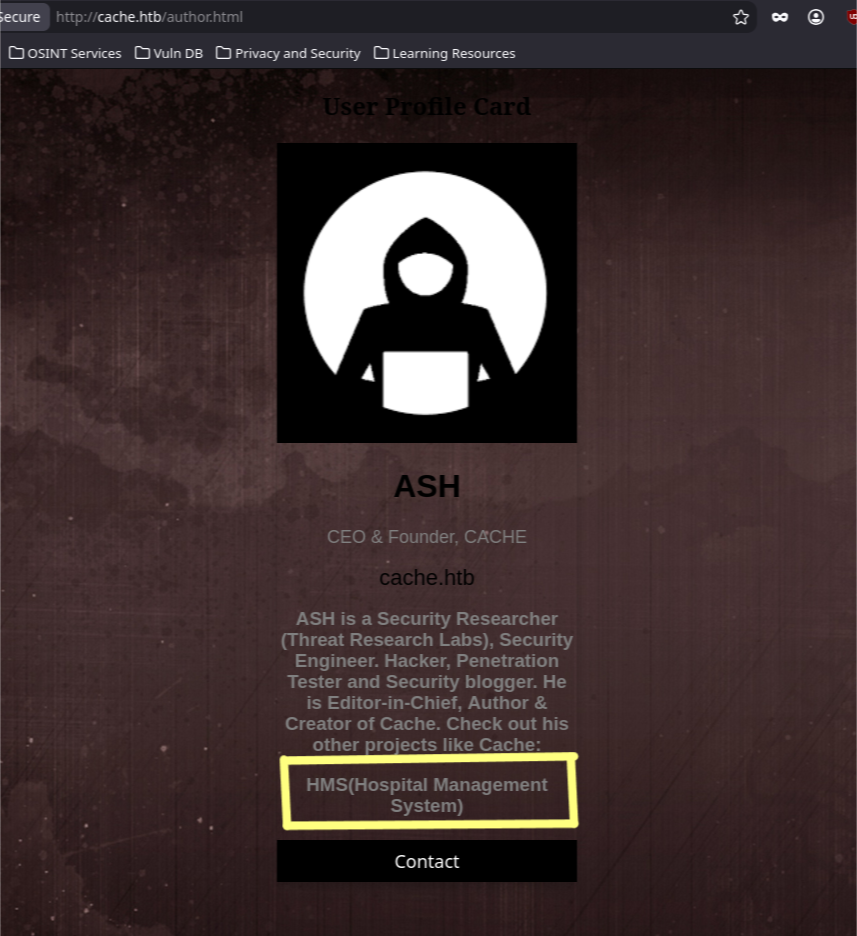 Secure http://cache.htb/author.html
OSINT Services Vuln DB Privacy and Security Learning Resources
User Profile Card
ASH
CEO & Founder, CACHE
cache.htb
ASH is a Security Researcher
(Threat Research Labs), Security
Engineer. Hacker, Penetration
Tester and Security blogger. He
is Editor-in-Chief, Author &
Creator of Cache. Check out his
other projects like Cache:
HMS(Hospital Management
System)
Contact